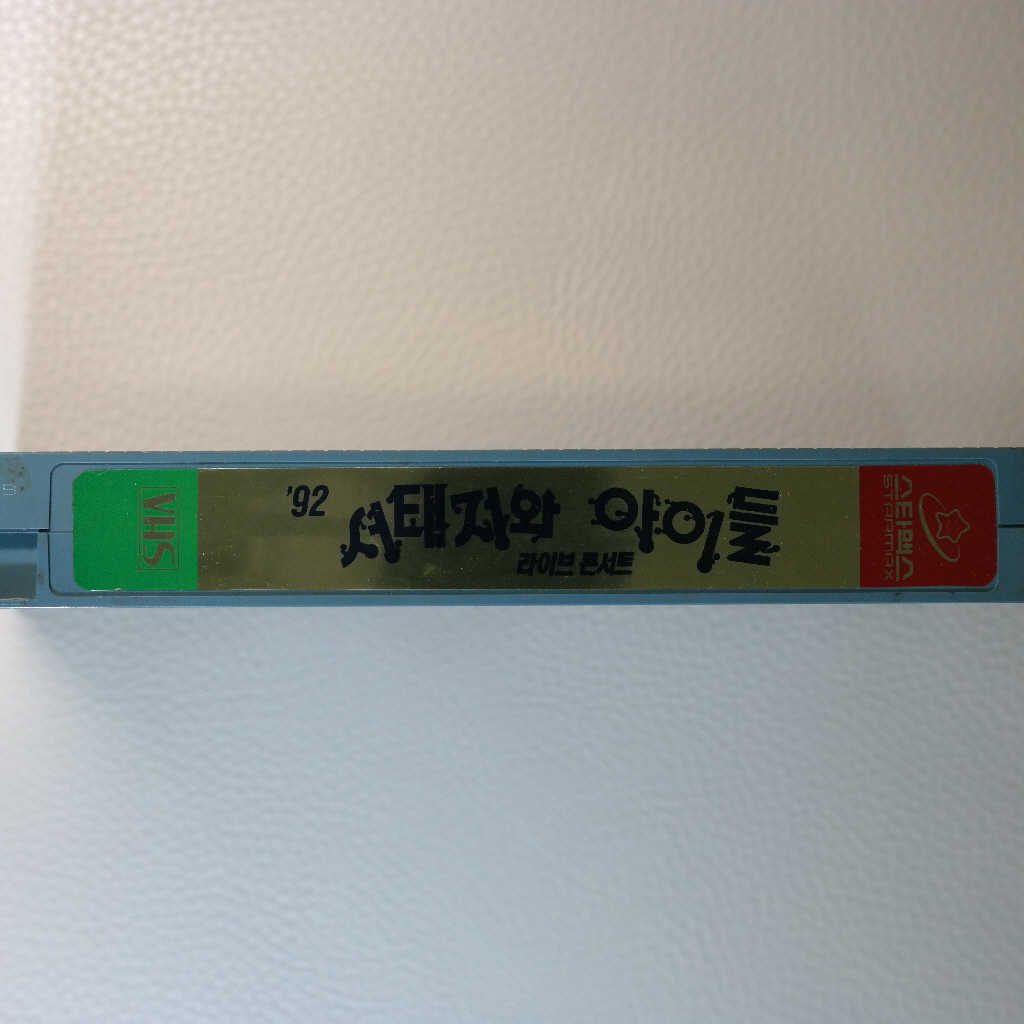 VHS
'92
서태지와 아이들
라이브 콘서트
스타맥스
STARMAX